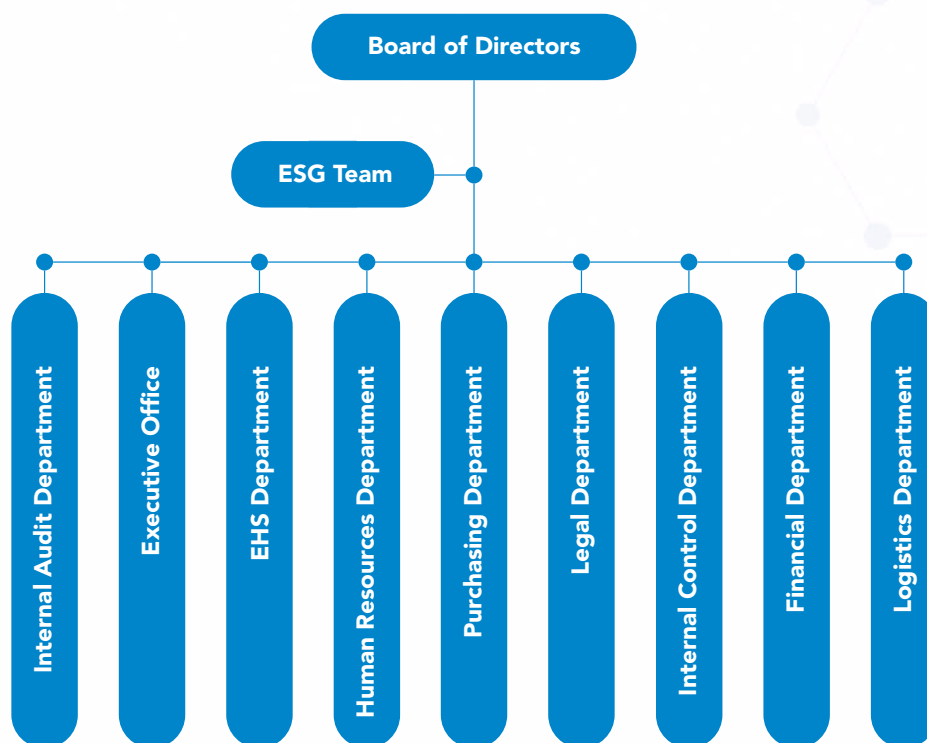 Board of Directors
ESG Team
Internal Audit Department
Executive Office
EHS Department
Human Resources Department
Purchasing Department
Legal Department
Internal Control Department
Financial Department
Logistics Department